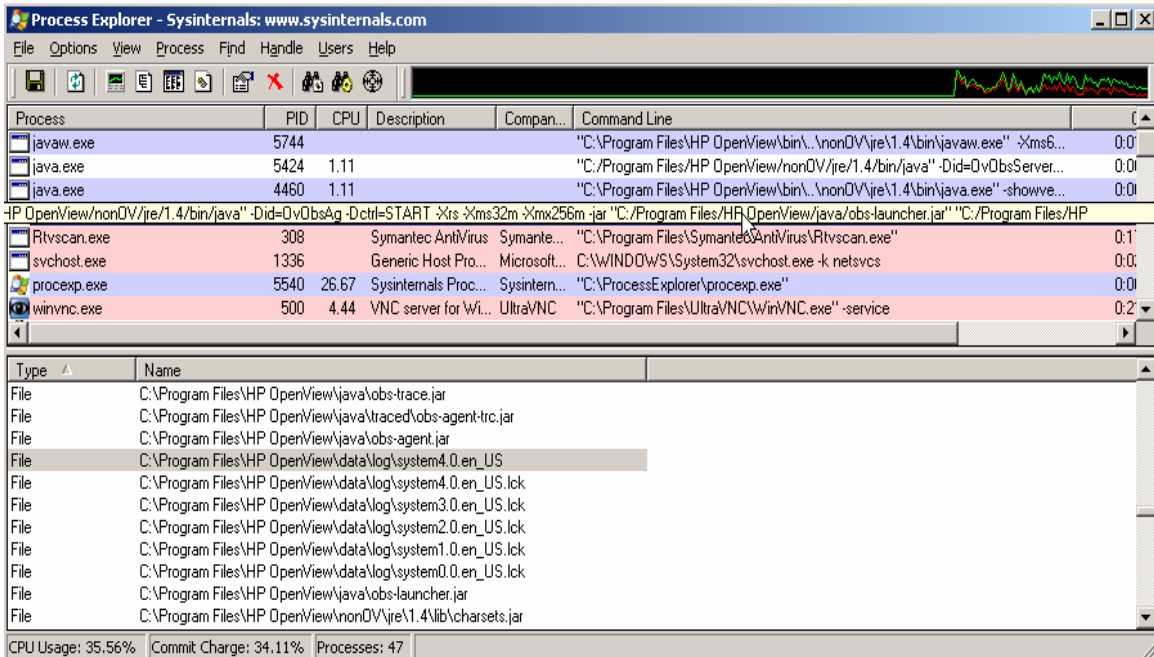 Process Explorer - Sysinternals: www.sysinternals.com
File Options View Process Find Handle Users Help
Process PID CPU Description Compan... Command Line
javaw.exe 5744 "C:\Program Files\HP OpenView\bin\..\nonOV\jre\1.4\bin\javaw.exe" -Xms6... 0:0
java.exe 5424 1.11 "C:/Program Files/HP OpenView/nonOV/jre/1.4/bin/java" -Did=OvObsServer... 0:0
java.exe 4460 1.11 "C:\Program Files\HP OpenView\bin\..\nonOV\jre\1.4\bin\java.exe" -showve... 0:0
HP OpenView/nonOV/jre/1.4/bin/java" -Did=OvObsAg -Dctrl=START -Xrs -Xms32m -Xmx256m -jar "C:/Program Files/HP OpenView/java/obs-launcher.jar" "C:/Program Files/HP
Rtvscan.exe 308 Symantec AntiVirus Symante... "C:\Program Files\Symantec AntiVirus\Rtvscan.exe" 0:1
svchost.exe 1336 Generic Host Pro... Microsoft... C:\WINDOWS\System32\svchost.exe -k netsvcs 0:0
procexp.exe 5540 26.67 Sysinternals Proc... Sysintern... "C:\ProcessExplorer\procexp.exe" 0:0
winvnc.exe 500 4.44 VNC server for Wi... UltraVNC "C:\Program Files\UltraVNC\WinVNC.exe" -service 0:2
Type Name
File C:\Program Files\HP OpenView\java\obs-trace.jar
File C:\Program Files\HP OpenView\java\traced\obs-agent-trc.jar
File C:\Program Files\HP OpenView\java\obs-agent.jar
File C:\Program Files\HP OpenView\data\log\system4.0.en_US
File C:\Program Files\HP OpenView\data\log\system4.0.en_US.lck
File C:\Program Files\HP OpenView\data\log\system3.0.en_US.lck
File C:\Program Files\HP OpenView\data\log\system2.0.en_US.lck
File C:\Program Files\HP OpenView\data\log\system1.0.en_US.lck
File C:\Program Files\HP OpenView\data\log\system0.0.en_US.lck
File C:\Program Files\HP OpenView\java\obs-launcher.jar
File C:\Program Files\HP OpenView\nonOV\jre\1.4\lib\charsets.jar
CPU Usage: 35.56% Commit Charge: 34.11% Processes: 47